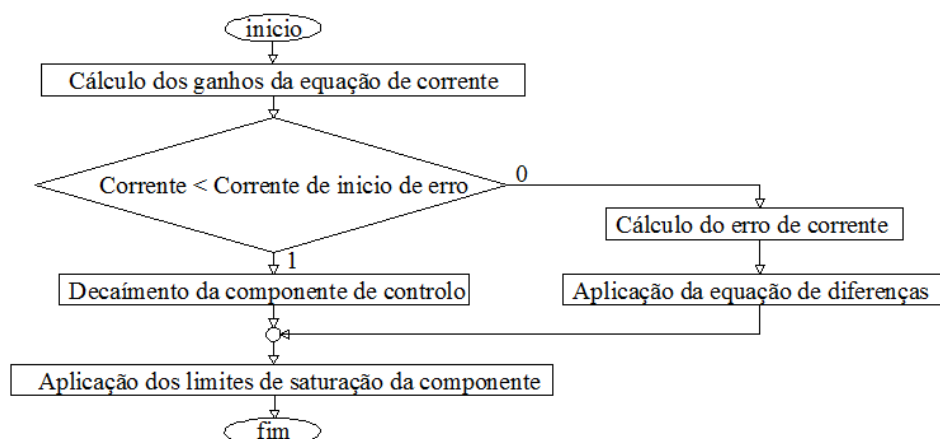 inicio
Cálculo dos ganhos da equação de corrente
Corrente < Corrente de inicio de erro
0
Cálculo do erro de corrente
1
Decaímento da componente de controlo
Aplicação da equação de diferenças
Aplicação dos limites de saturação da componente
fim